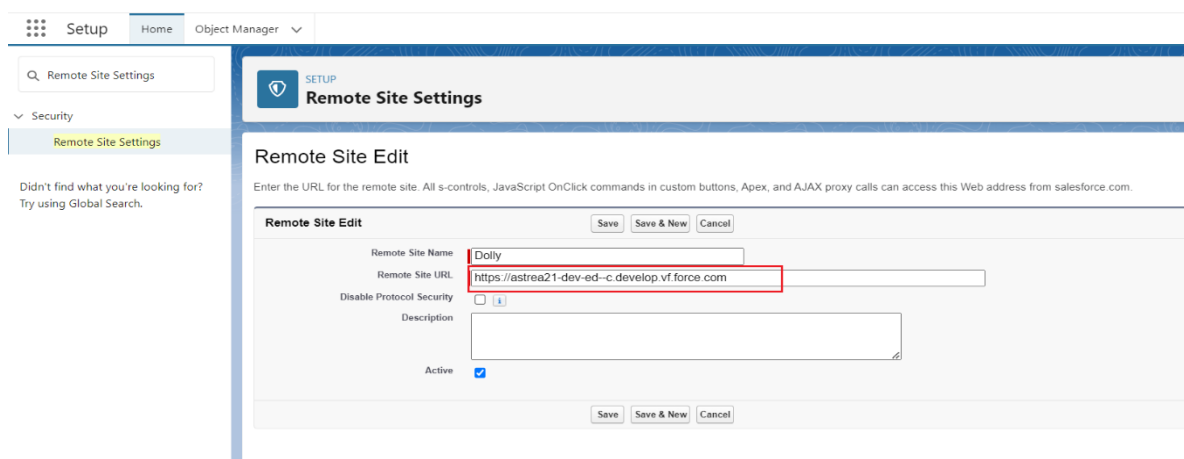 Setup
Home
Object Manager
Remote Site Settings
Security
Remote Site Settings
Didn't find what you're looking for?
Try using Global Search.
SETUP
Remote Site Settings
Remote Site Edit
Enter the URL for the remote site. All s-controls, JavaScript OnClick commands in custom buttons, Apex, and AJAX proxy calls can access this Web address from salesforce.com.
Remote Site Edit
Save
Save & New
Cancel
Remote Site Name
Dolly
Remote Site URL
https://astrea21-dev-ed--c.develop.vf.force.com
Disable Protocol Security
i
Description
Active
Save
Save & New
Cancel